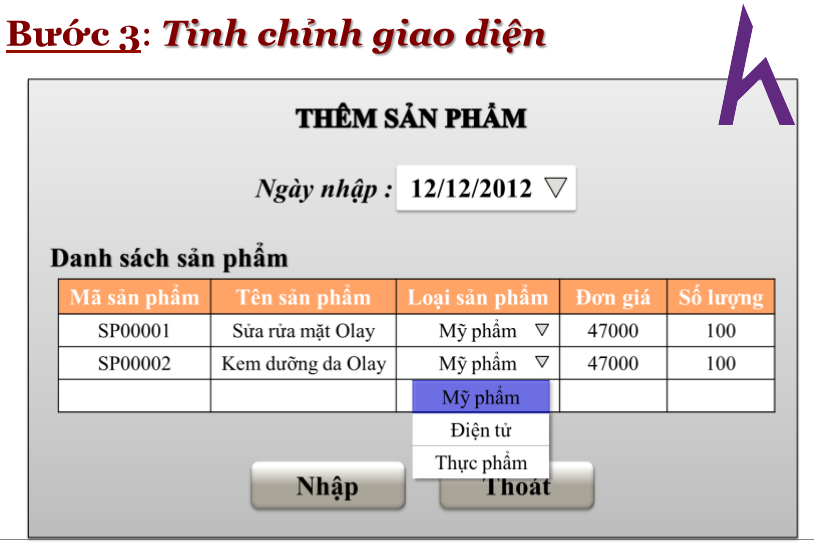 Bước 3: Tinh chỉnh giao diện
THÊM SẢN PHẨM
Ngày nhập : 12/12/2012
Danh sách sản phẩm
Mã sản phẩm Tên sản phẩm Loại sản phẩm Đơn giá Số lượng
SP00001 Sửa rửa mặt Olay Mỹ phẩm 47000 100
SP00002 Kem dưỡng da Olay Mỹ phẩm 47000 100
Mỹ phẩm
Điện tử
Thực phẩm
Nhập Thoát